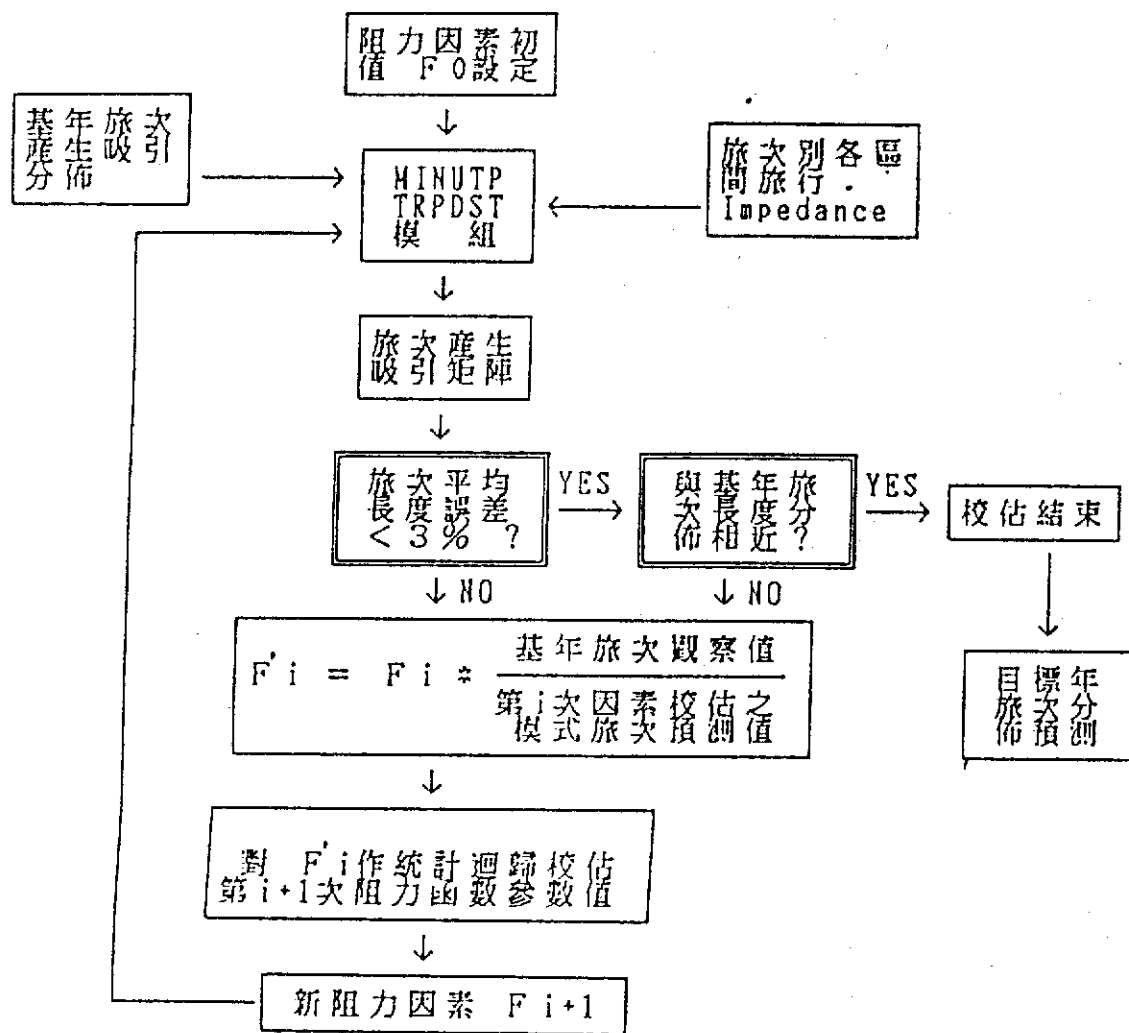 阻力因素初
值 F0設定
基年旅次
產生吸引
分佈
MINUTP
TRPDST
模 組
旅次別各區
間旅行.
Impedance
旅次產生
吸引矩陣
旅次平均
長度誤差
<3% ?
YES
與基年旅
次長度分
佈相近?
YES
校估結束
↓ NO
↓ NO
F'i = Fi *
基年旅次觀察值
第i次因素校估之
模式旅次預測值
目標年
旅次分
佈預測
對 F'i作統計迴歸校估
第i+1次阻力函數參數值
新阻力因素 Fi+1